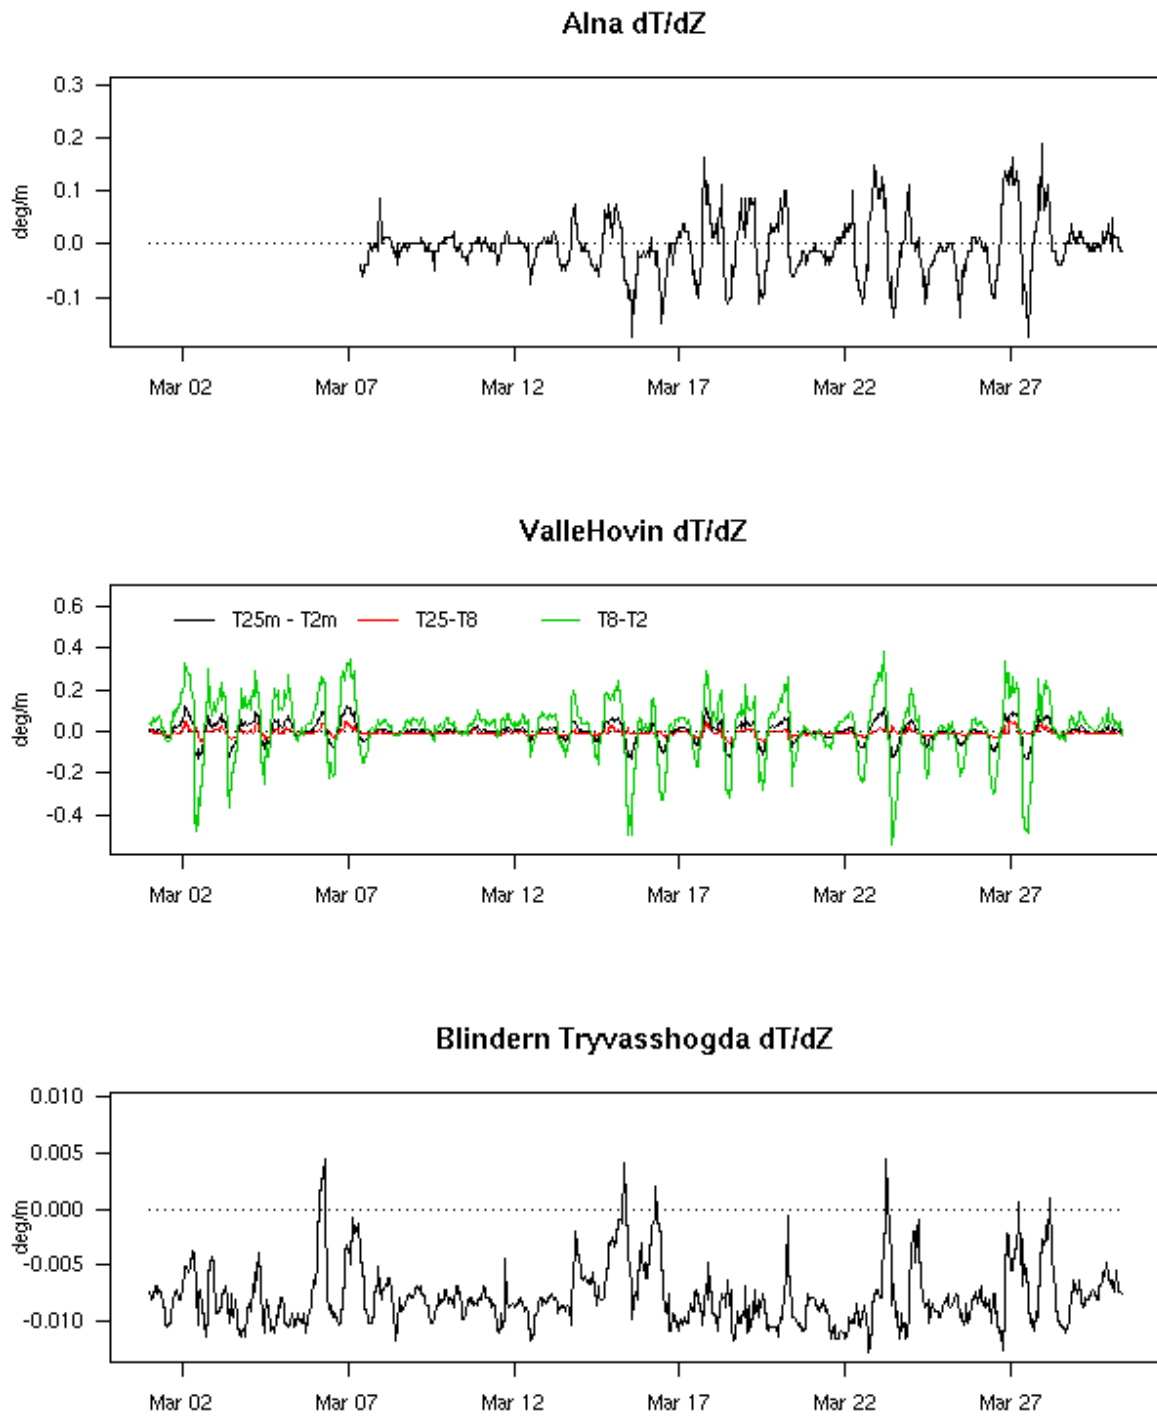 Alna dT/dZ
0.3
0.2
0.1
0.0
-0.1
deg/m
Mar 02 Mar 07 Mar 12 Mar 17 Mar 22 Mar 27
ValleHovin dT/dZ
0.6
0.4
0.2
0.0
-0.2
-0.4
deg/m
T25m - T2m T25-T8 T8-T2
Mar 02 Mar 07 Mar 12 Mar 17 Mar 22 Mar 27
Blindern Tryvasshogda dT/dZ
0.010
0.005
0.000
-0.005
-0.010
deg/m
Mar 02 Mar 07 Mar 12 Mar 17 Mar 22 Mar 27